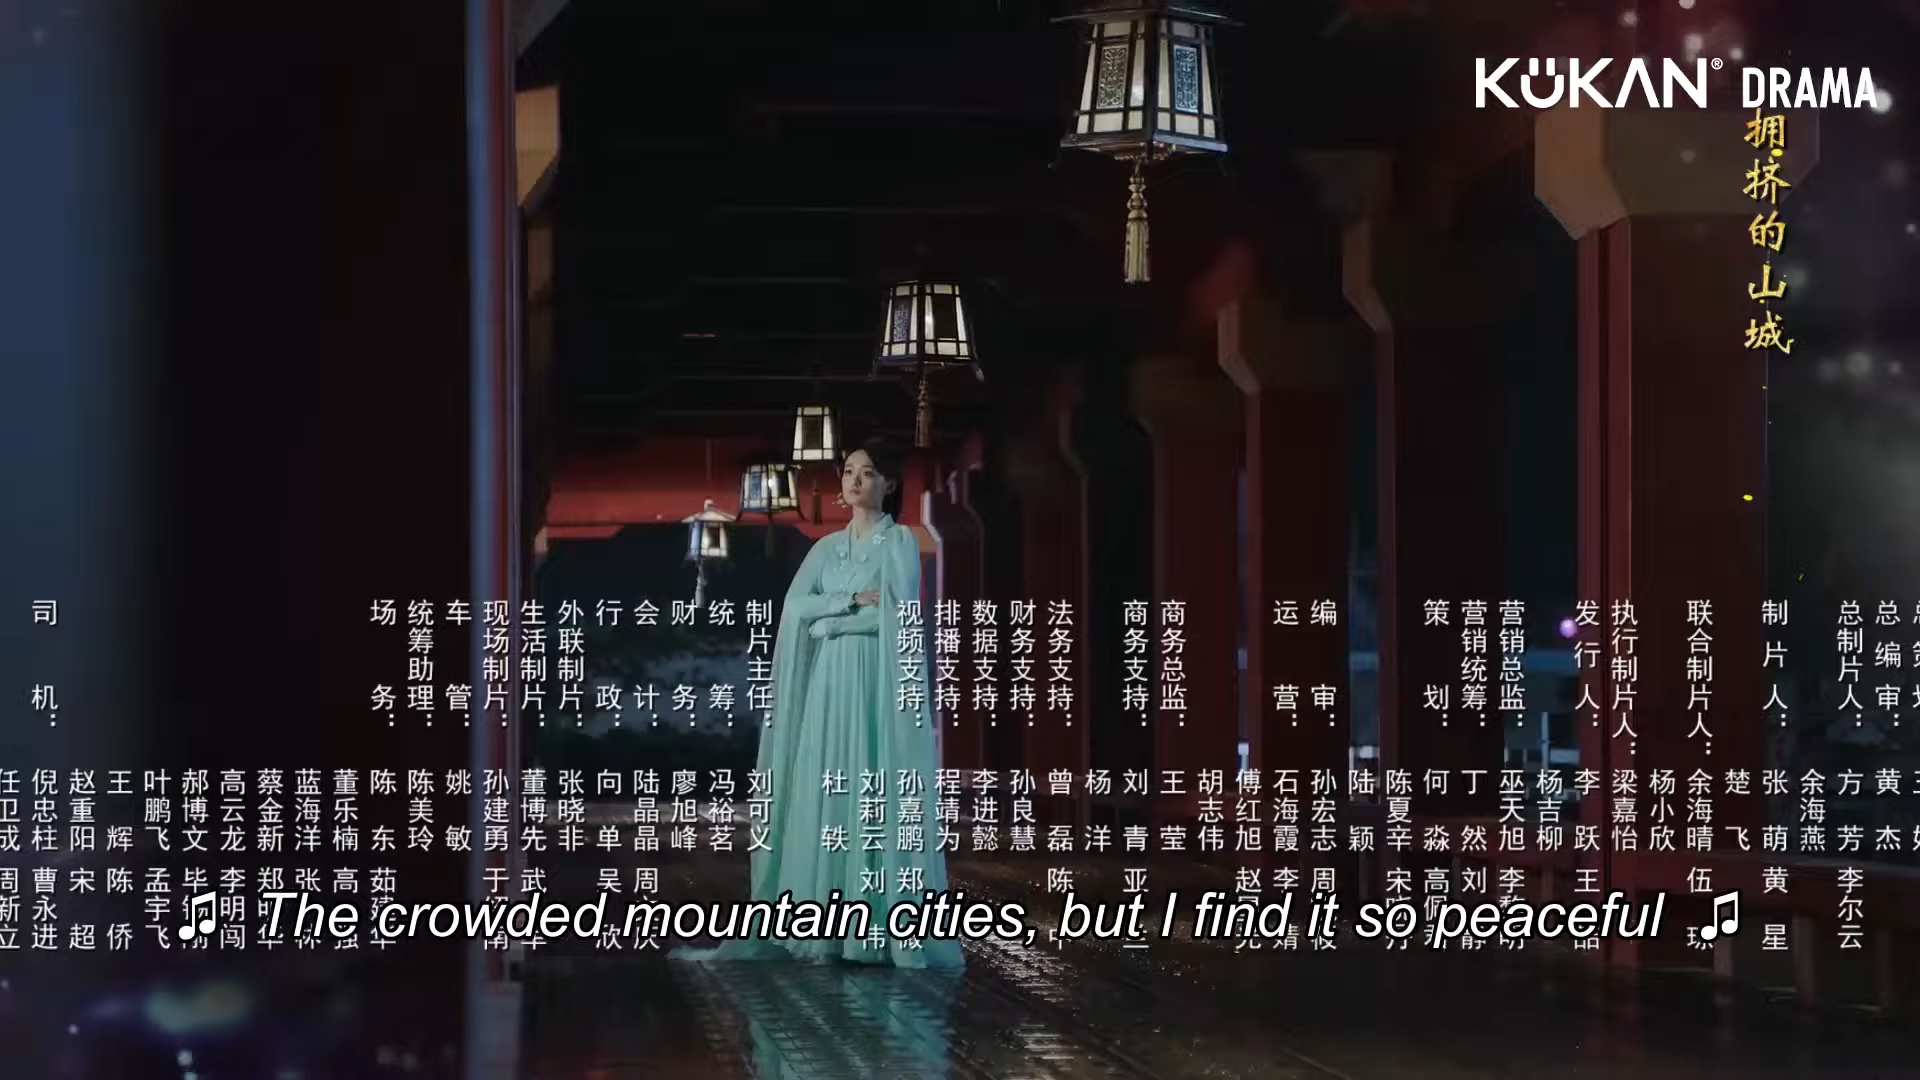 KÜKAN® DRAMA
拥挤的山城
总编审： 黄杰
总制片人： 方芳 李尔云
余海燕
制片人： 张萌 黄星
楚飞
联合制片人： 余海晴
杨小欣
执行制片人： 梁嘉怡
发行人： 李跃
杨吉柳
营销总监： 巫天旭
营销统筹： 丁然
策划： 何淼
陈夏辛
陆颖
编审： 孙宏志
运营： 石海霞
傅红旭
胡志伟
商务总监： 王莹
商务支持： 刘青
杨洋
法务支持： 曾磊
财务支持： 孙良慧
数据支持： 李进懿
排播支持： 程靖为
视频支持： 孙嘉鹏
刘莉云
杜轶
制片主任： 刘可义
统筹： 冯裕茗
财务： 廖旭峰
会计： 陆晶晶
行政： 向单
外联制片： 张晓非
生活制片： 董博先
现场制片： 孙建勇
车管： 姚敏
统筹助理： 陈美玲
场务： 陈东
董乐楠
蓝海洋
蔡金新
高云龙 李明闯
郝博文
叶鹏飞 孟宇飞
王辉 陈侨
赵重阳 宋超
司机： 倪忠柱 曹永进
任卫成 周新立
♫ The crowded mountain cities, but I find it so peaceful ♫